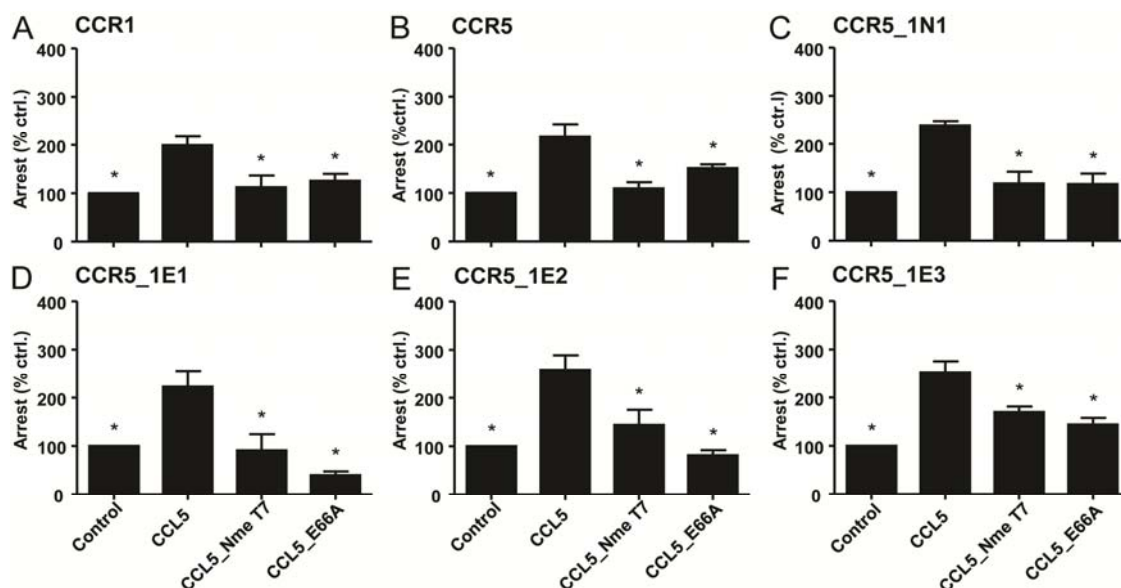 A CCR1
400
300
200
100
0
Arrest (% ctrl.)
*
*
*
B CCR5
400
300
200
100
0
Arrest (%ctrl.)
*
*
*
C CCR5_1N1
400
300
200
100
0
Arrest (% ctr.l)
*
*
*
D CCR5_1E1
400
300
200
100
0
Arrest (% ctrl.)
*
*
*
Control
CCL5
CCL5_Nme T7
CCL5_E66A
E CCR5_1E2
400
300
200
100
0
Arrest (% ctrl.)
*
*
*
Control
CCL5
CCL5_Nme T7
CCL5_E66A
F CCR5_1E3
400
300
200
100
0
Arrest (% ctrl.)
*
*
*
Control
CCL5
CCL5_Nme T7
CCL5_E66A